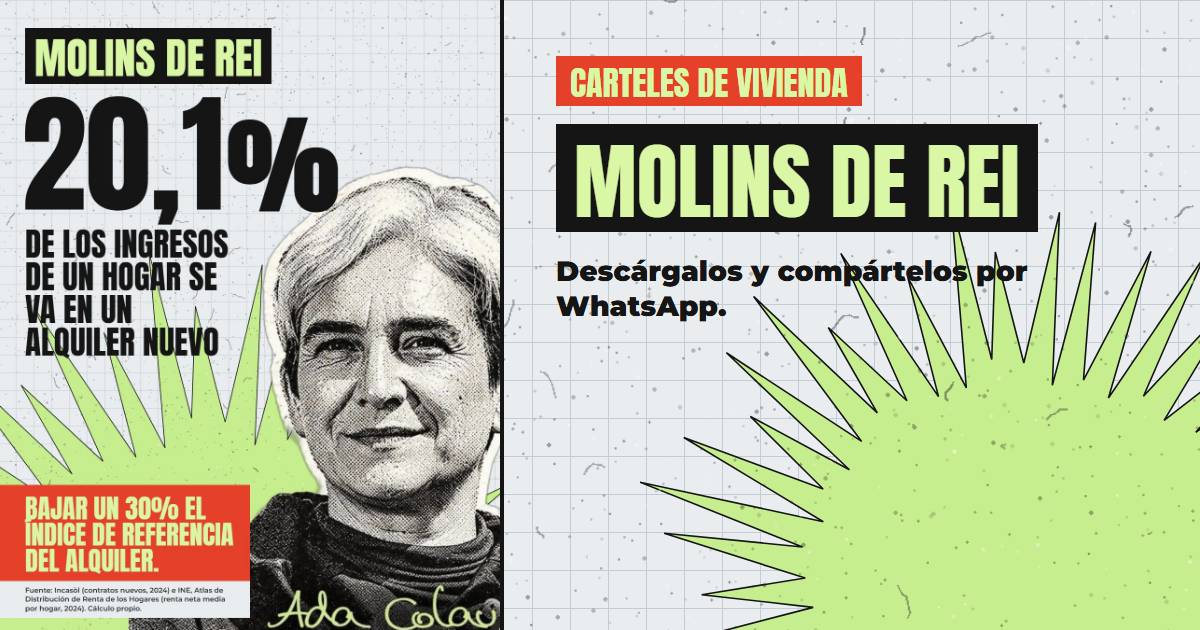 MOLINS DE REI
20,1%
DE LOS INGRESOS
DE UN HOGAR SE
VA EN UN
ALQUILER NUEVO
BAJAR UN 30% EL
ÍNDICE DE REFERENCIA
DEL ALQUILER.
Fuente: Incasòl (contratos nuevos, 2024) e INE, Atlas de
Distribución de Renta de los Hogares (renta neta media
por hogar, 2024). Cálculo propio.
Ada Colau
CARTELES DE VIVIENDA
MOLINS DE REI
Descárgalos y compártelos por
WhatsApp.